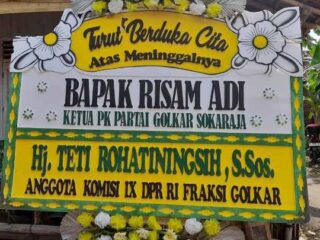 Turut Berduka Cita
Atas Meninggalnya
BAPAK RISAM ADI
KETUA PK PARTAI GOLKAR SOKARAJA
Hj. TETI ROHATININGSIH, S.Sos.
ANGGOTA KOMISI IX DPR RI FRAKSI GOLKAR